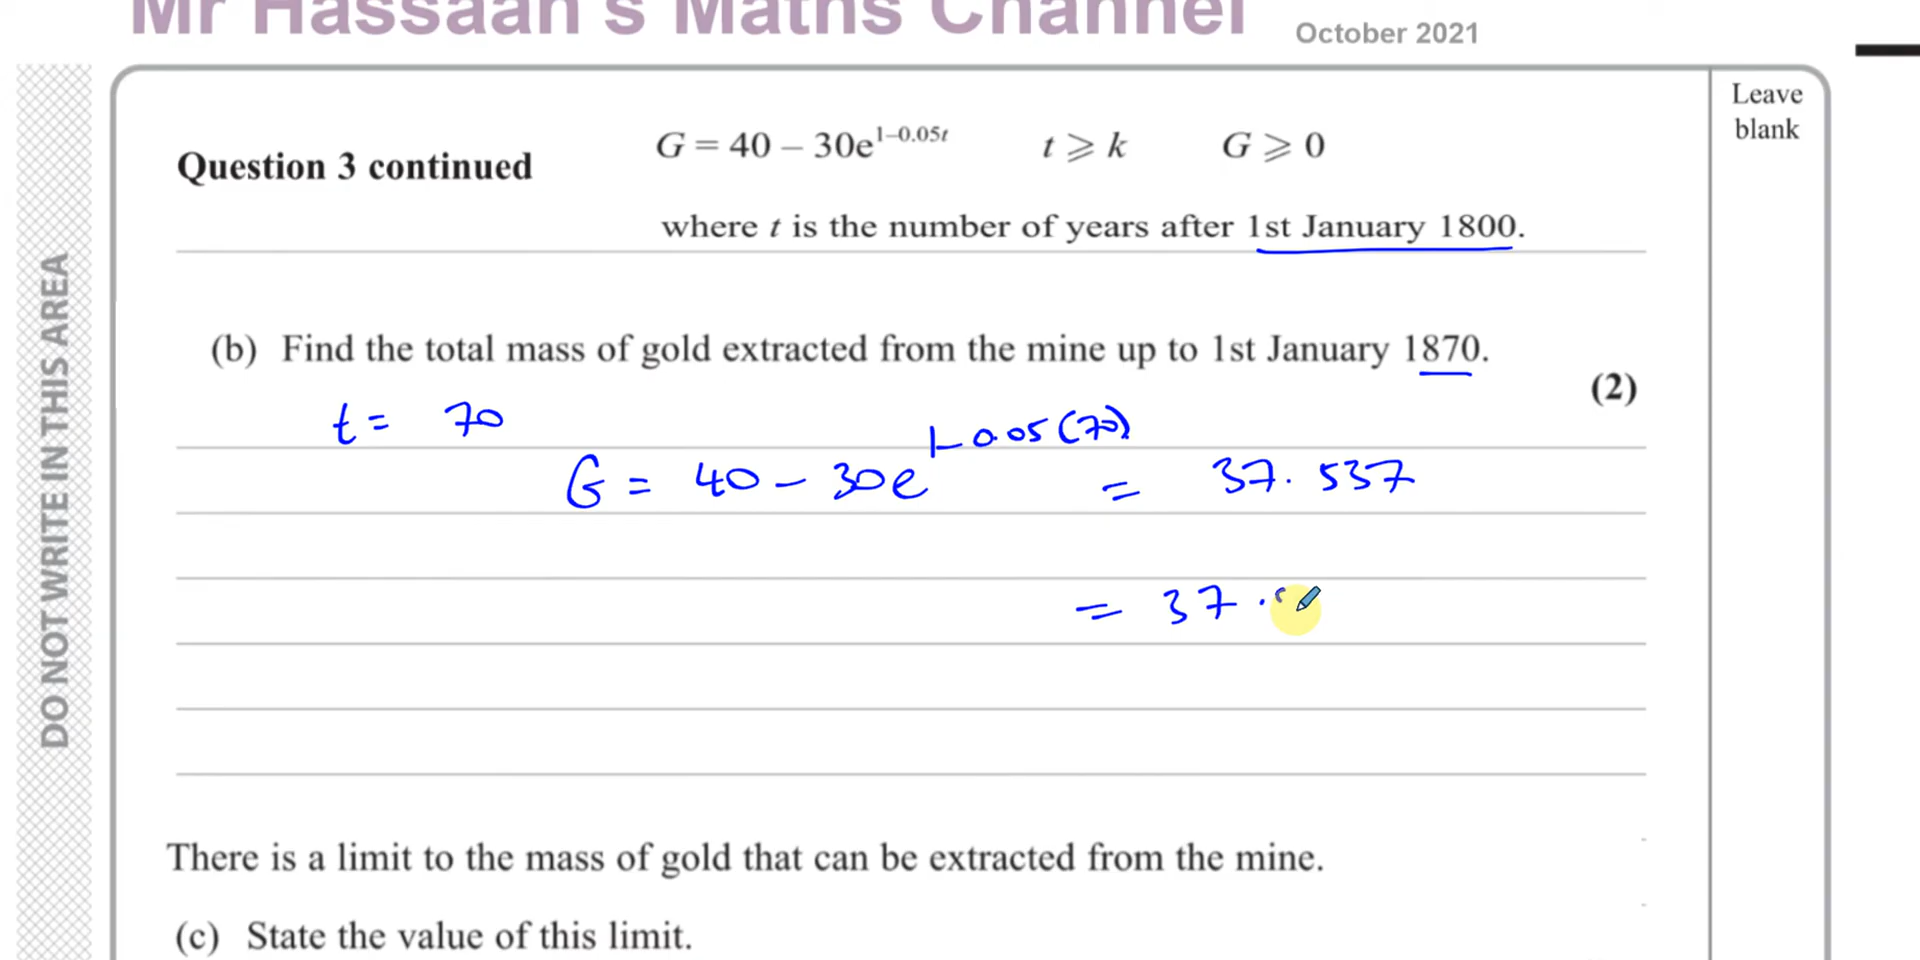 Mr Hassaan's Maths Channel
October 2021
Leave
blank
Question 3 continued
G = 40 – 30e^{1–0.05t} t ⩾ k G ⩾ 0
where t is the number of years after 1st January 1800.
DO NOT WRITE IN THIS AREA
(b) Find the total mass of gold extracted from the mine up to 1st January 1870.
(2)
t = 70
G = 40 - 30e^{1-0.05(70)} = 37.537
= 37.
There is a limit to the mass of gold that can be extracted from the mine.
(c) State the value of this limit.